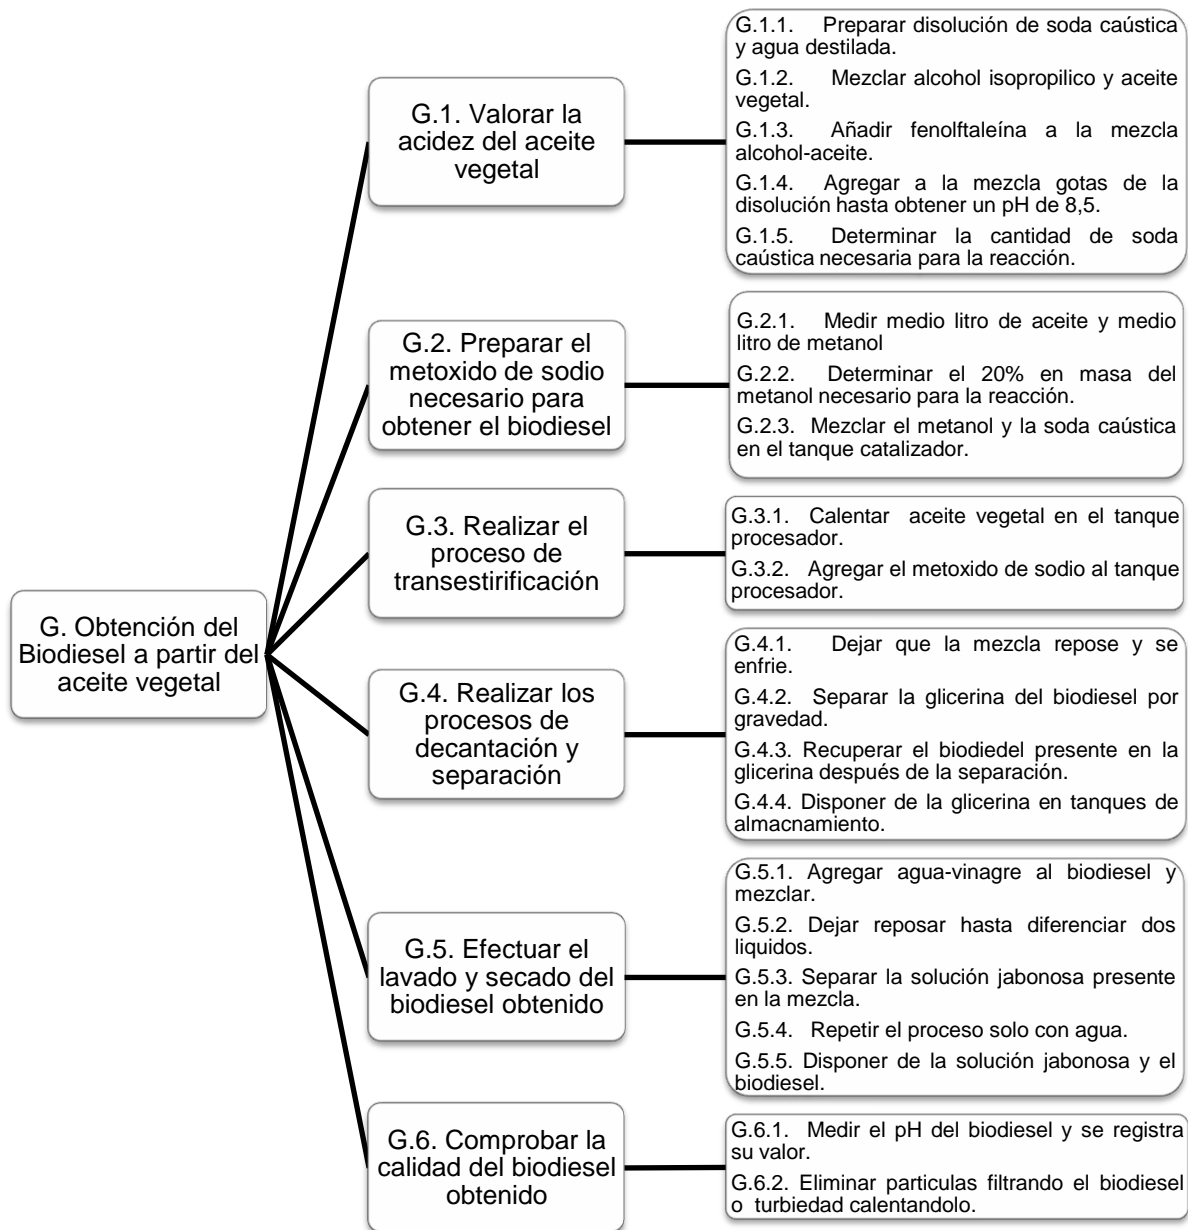 G. Obtención del
Biodiesel a partir del
aceite vegetal
G.1. Valorar la
acidez del aceite
vegetal
G.1.1. Preparar disolución de soda caústica
y agua destilada.
G.1.2. Mezclar alcohol isopropilico y aceite
vegetal.
G.1.3. Añadir fenolftaleína a la mezcla
alcohol-aceite.
G.1.4. Agregar a la mezcla gotas de la
disolución hasta obtener un pH de 8,5.
G.1.5. Determinar la cantidad de soda
caústica necesaria para la reacción.
G.2. Preparar el
metoxido de sodio
necesario para
obtener el biodiesel
G.2.1. Medir medio litro de aceite y medio
litro de metanol
G.2.2. Determinar el 20% en masa del
metanol necesario para la reacción.
G.2.3. Mezclar el metanol y la soda caústica
en el tanque catalizador.
G.3. Realizar el
proceso de
transestirificación
G.3.1. Calentar aceite vegetal en el tanque
procesador.
G.3.2. Agregar el metoxido de sodio al tanque
procesador.
G.4. Realizar los
procesos de
decantación y
separación
G.4.1. Dejar que la mezcla repose y se
enfrie.
G.4.2. Separar la glicerina del biodiesel por
gravedad.
G.4.3. Recuperar el biodiedel presente en la
glicerina después de la separación.
G.4.4. Disponer de la glicerina en tanques de
almacnamiento.
G.5. Efectuar el
lavado y secado del
biodiesel obtenido
G.5.1. Agregar agua-vinagre al biodiesel y
mezclar.
G.5.2. Dejar reposar hasta diferenciar dos
liquidos.
G.5.3. Separar la solución jabonosa presente
en la mezcla.
G.5.4. Repetir el proceso solo con agua.
G.5.5. Disponer de la solución jabonosa y el
biodiesel.
G.6. Comprobar la
calidad del biodiesel
obtenido
G.6.1. Medir el pH del biodiesel y se registra
su valor.
G.6.2. Eliminar particulas filtrando el biodiesel
o turbiedad calentandolo.